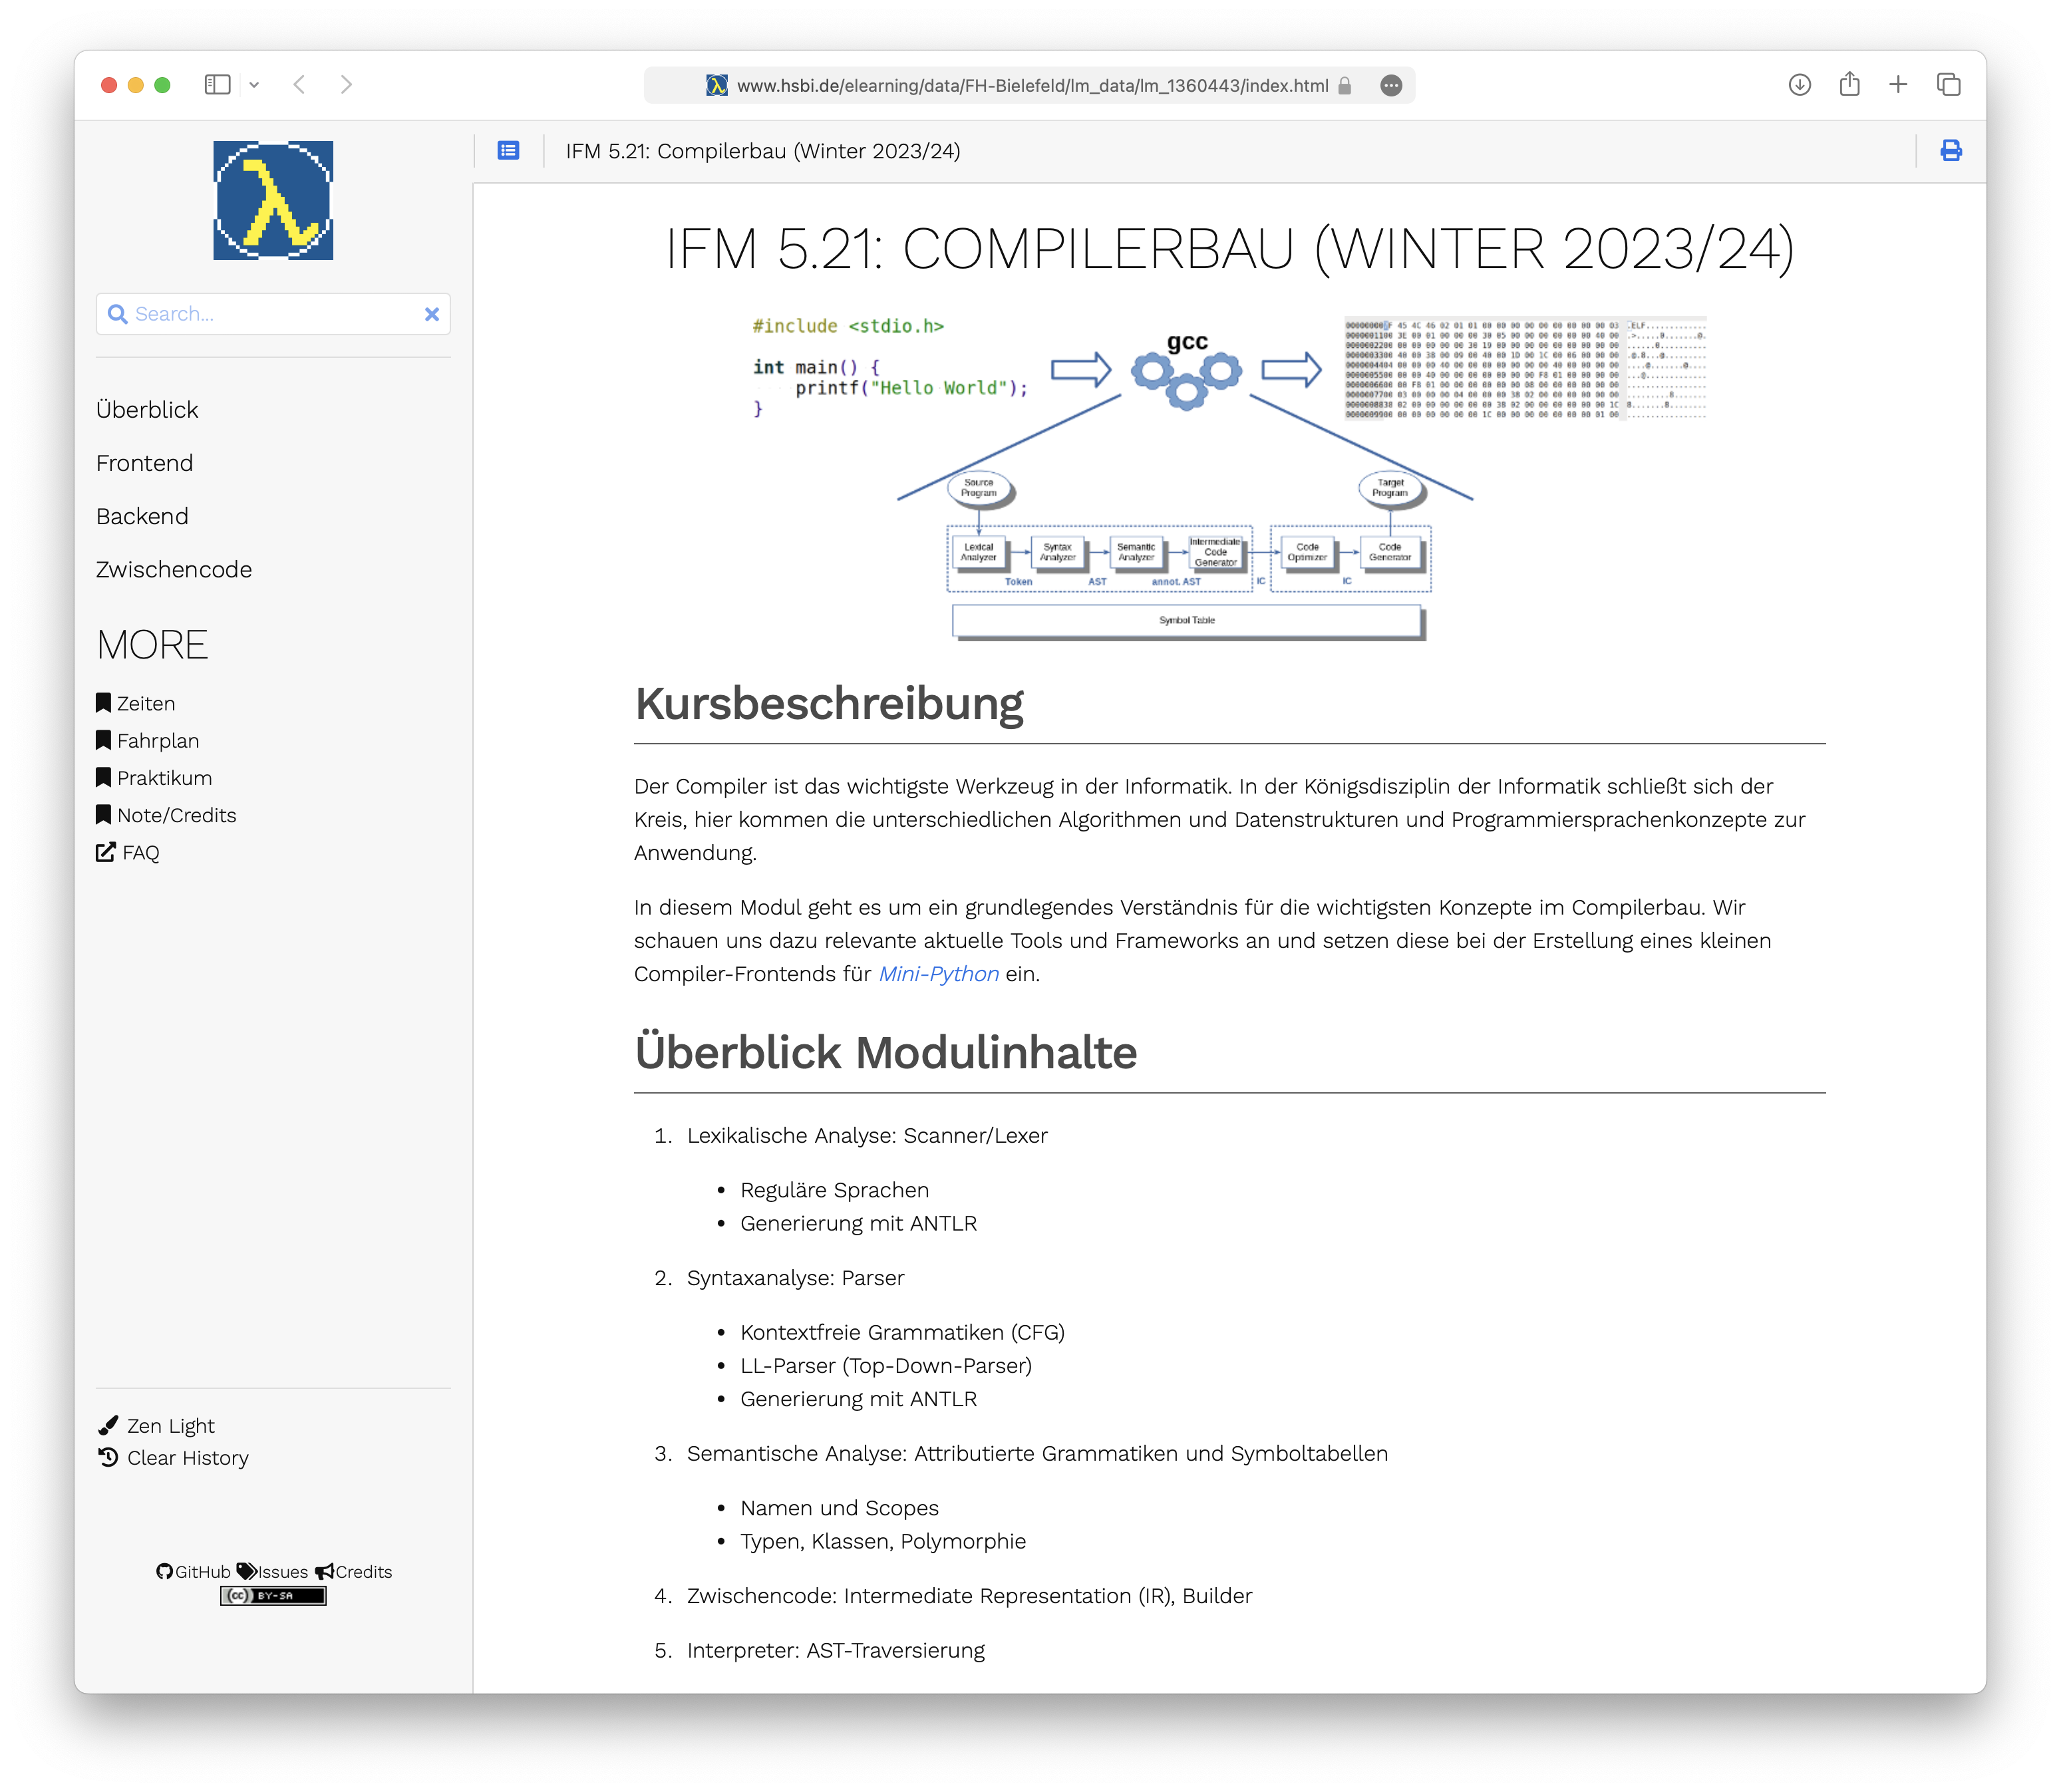 www.hsbi.de/elearning/data/FH-Bielefeld/lm_data/lm_1360443/index.html
IFM 5.21: Compilerbau (Winter 2023/24)
Search...
Überblick
Frontend
Backend
Zwischencode
MORE
Zeiten
Fahrplan
Praktikum
Note/Credits
FAQ
Zen Light
Clear History
GitHub Issues Credits
(cc) BY-SA
IFM 5.21: COMPILERBAU (WINTER 2023/24)
#include <stdio.h>
int main() {
printf("Hello World");
}
gcc
Source
Program
Target
Program
Lexical
Analyzer
Syntax
Analyzer
Semantic
Analyzer
Intermediate
Code
Generator
Code
Optimizer
Code
Generator
Token AST annot. AST IC IC
Symbol Table
Kursbeschreibung
Der Compiler ist das wichtigste Werkzeug in der Informatik. In der Königsdisziplin der Informatik schließt sich der
Kreis, hier kommen die unterschiedlichen Algorithmen und Datenstrukturen und Programmiersprachenkonzepte zur
Anwendung.
In diesem Modul geht es um ein grundlegendes Verständnis für die wichtigsten Konzepte im Compilerbau. Wir
schauen uns dazu relevante aktuelle Tools und Frameworks an und setzen diese bei der Erstellung eines kleinen
Compiler-Frontends für Mini-Python ein.
Überblick Modulinhalte
1. Lexikalische Analyse: Scanner/Lexer
• Reguläre Sprachen
• Generierung mit ANTLR
2. Syntaxanalyse: Parser
• Kontextfreie Grammatiken (CFG)
• LL-Parser (Top-Down-Parser)
• Generierung mit ANTLR
3. Semantische Analyse: Attributierte Grammatiken und Symboltabellen
• Namen und Scopes
• Typen, Klassen, Polymorphie
4. Zwischencode: Intermediate Representation (IR), Builder
5. Interpreter: AST-Traversierung